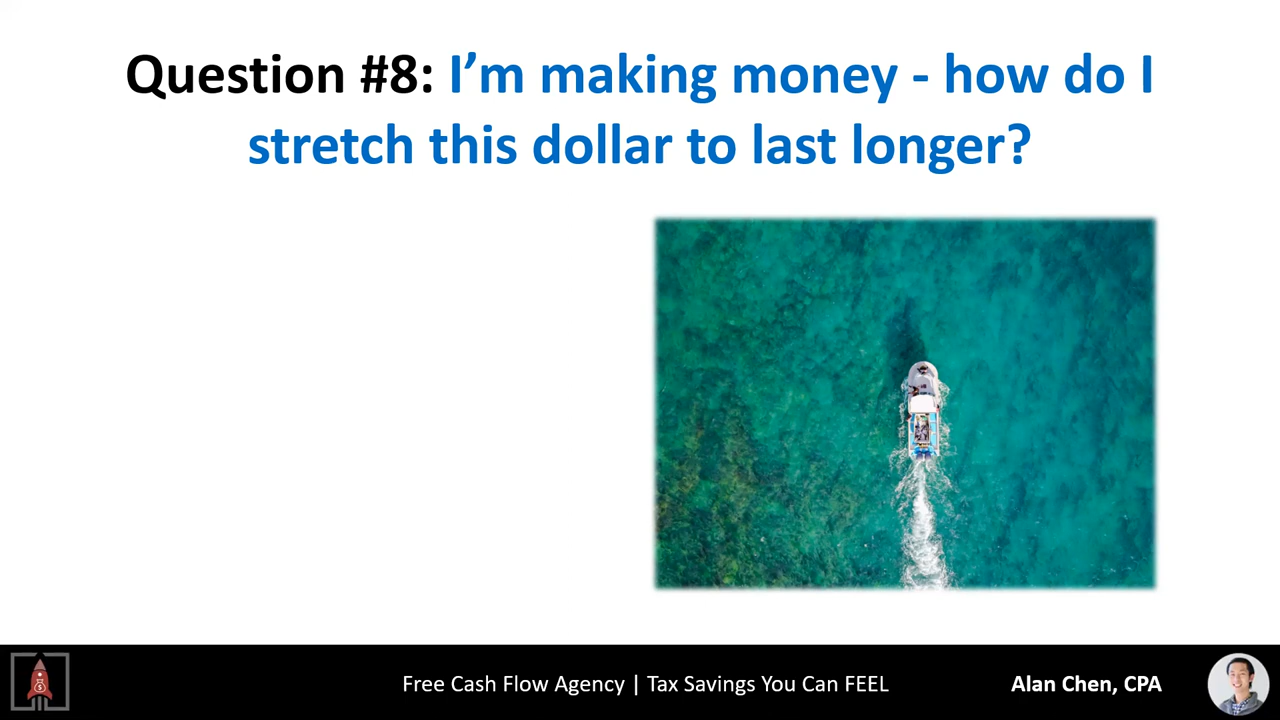 Question #8: I’m making money - how do I
stretch this dollar to last longer?
Free Cash Flow Agency | Tax Savings You Can FEEL
Alan Chen, CPA